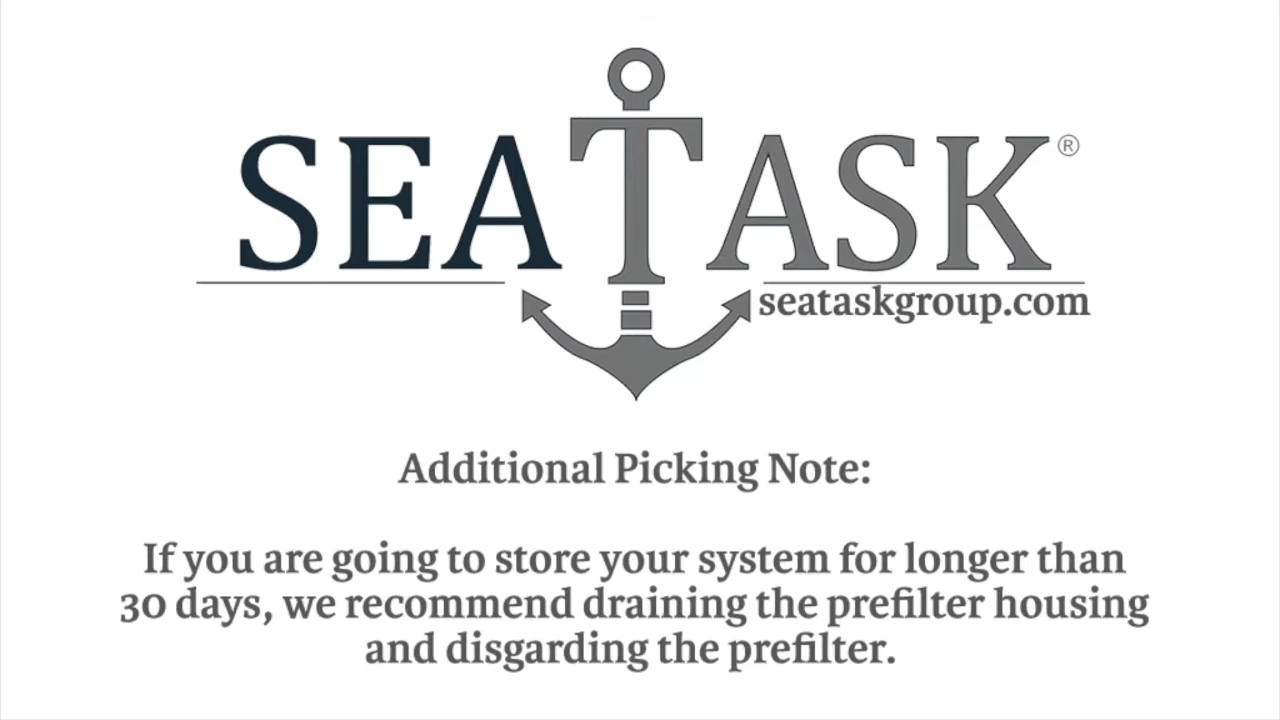 SEATASK®
seataskgroup.com
Additional Picking Note:
If you are going to store your system for longer than
30 days, we recommend draining the prefilter housing
and disgarding the prefilter.